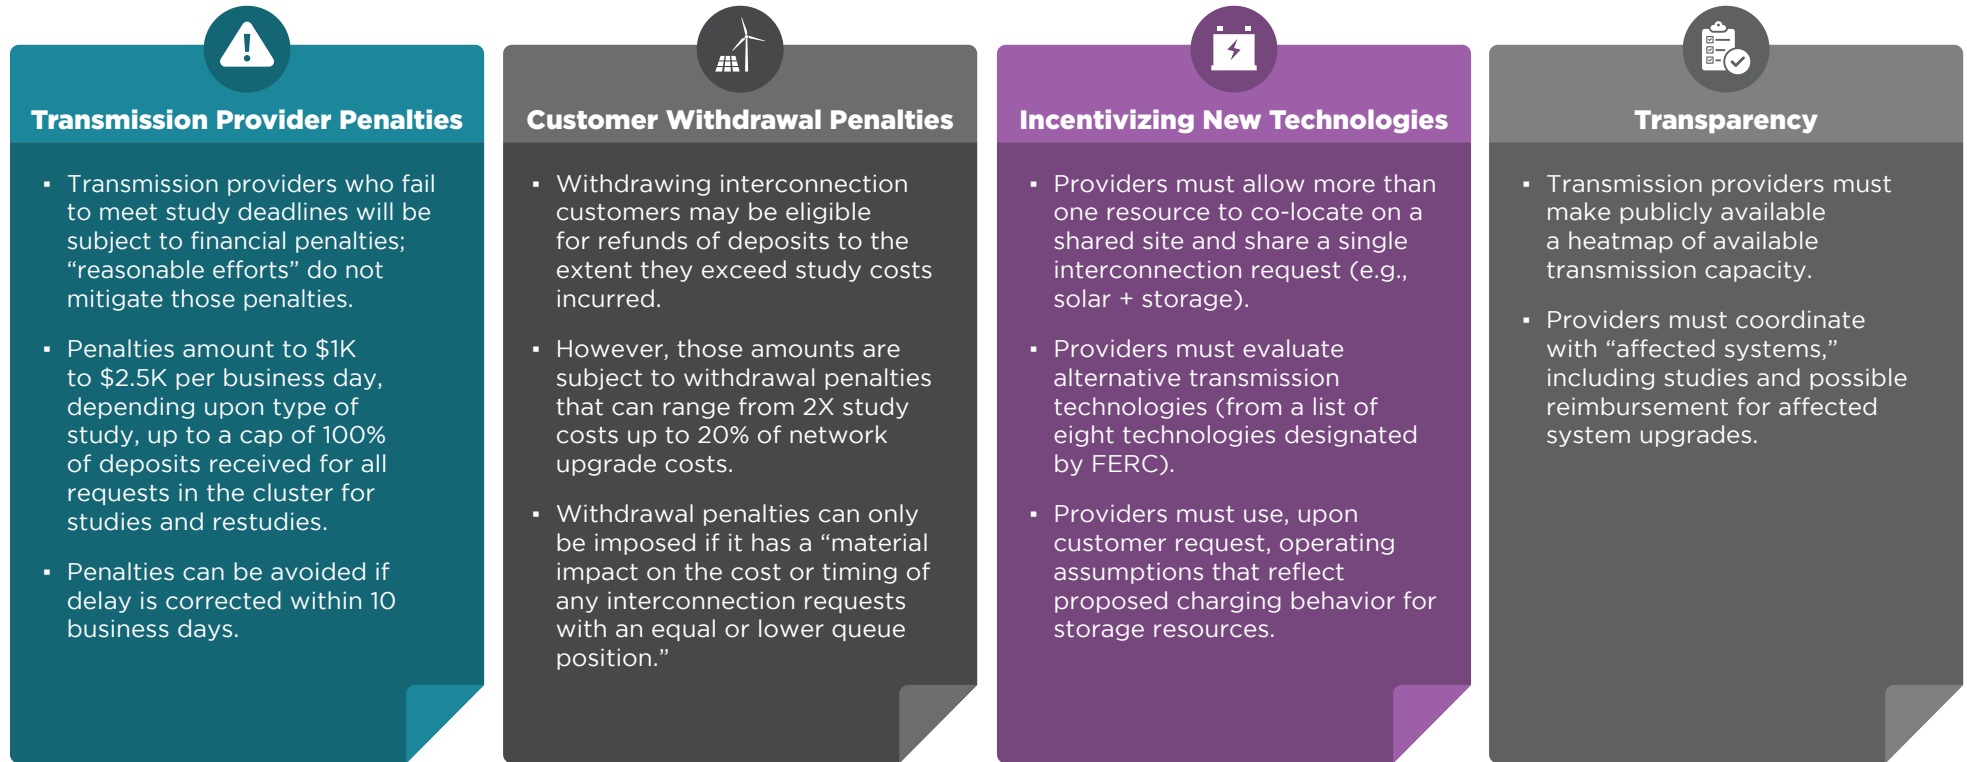 Transmission Provider Penalties
▪ Transmission providers who fail
to meet study deadlines will be
subject to financial penalties;
“reasonable efforts” do not
mitigate those penalties.
▪ Penalties amount to $1K
to $2.5K per business day,
depending upon type of
study, up to a cap of 100%
of deposits received for all
requests in the cluster for
studies and restudies.
▪ Penalties can be avoided if
delay is corrected within 10
business days.
Customer Withdrawal Penalties
▪ Withdrawing interconnection
customers may be eligible
for refunds of deposits to the
extent they exceed study costs
incurred.
▪ However, those amounts are
subject to withdrawal penalties
that can range from 2X study
costs up to 20% of network
upgrade costs.
▪ Withdrawal penalties can only
be imposed if it has a “material
impact on the cost or timing of
any interconnection requests
with an equal or lower queue
position.”
Incentivizing New Technologies
▪ Providers must allow more than
one resource to co-locate on a
shared site and share a single
interconnection request (e.g.,
solar + storage).
▪ Providers must evaluate
alternative transmission
technologies (from a list of
eight technologies designated
by FERC).
▪ Providers must use, upon
customer request, operating
assumptions that reflect
proposed charging behavior for
storage resources.
Transparency
▪ Transmission providers must
make publicly available
a heatmap of available
transmission capacity.
▪ Providers must coordinate
with “affected systems,”
including studies and possible
reimbursement for affected
system upgrades.